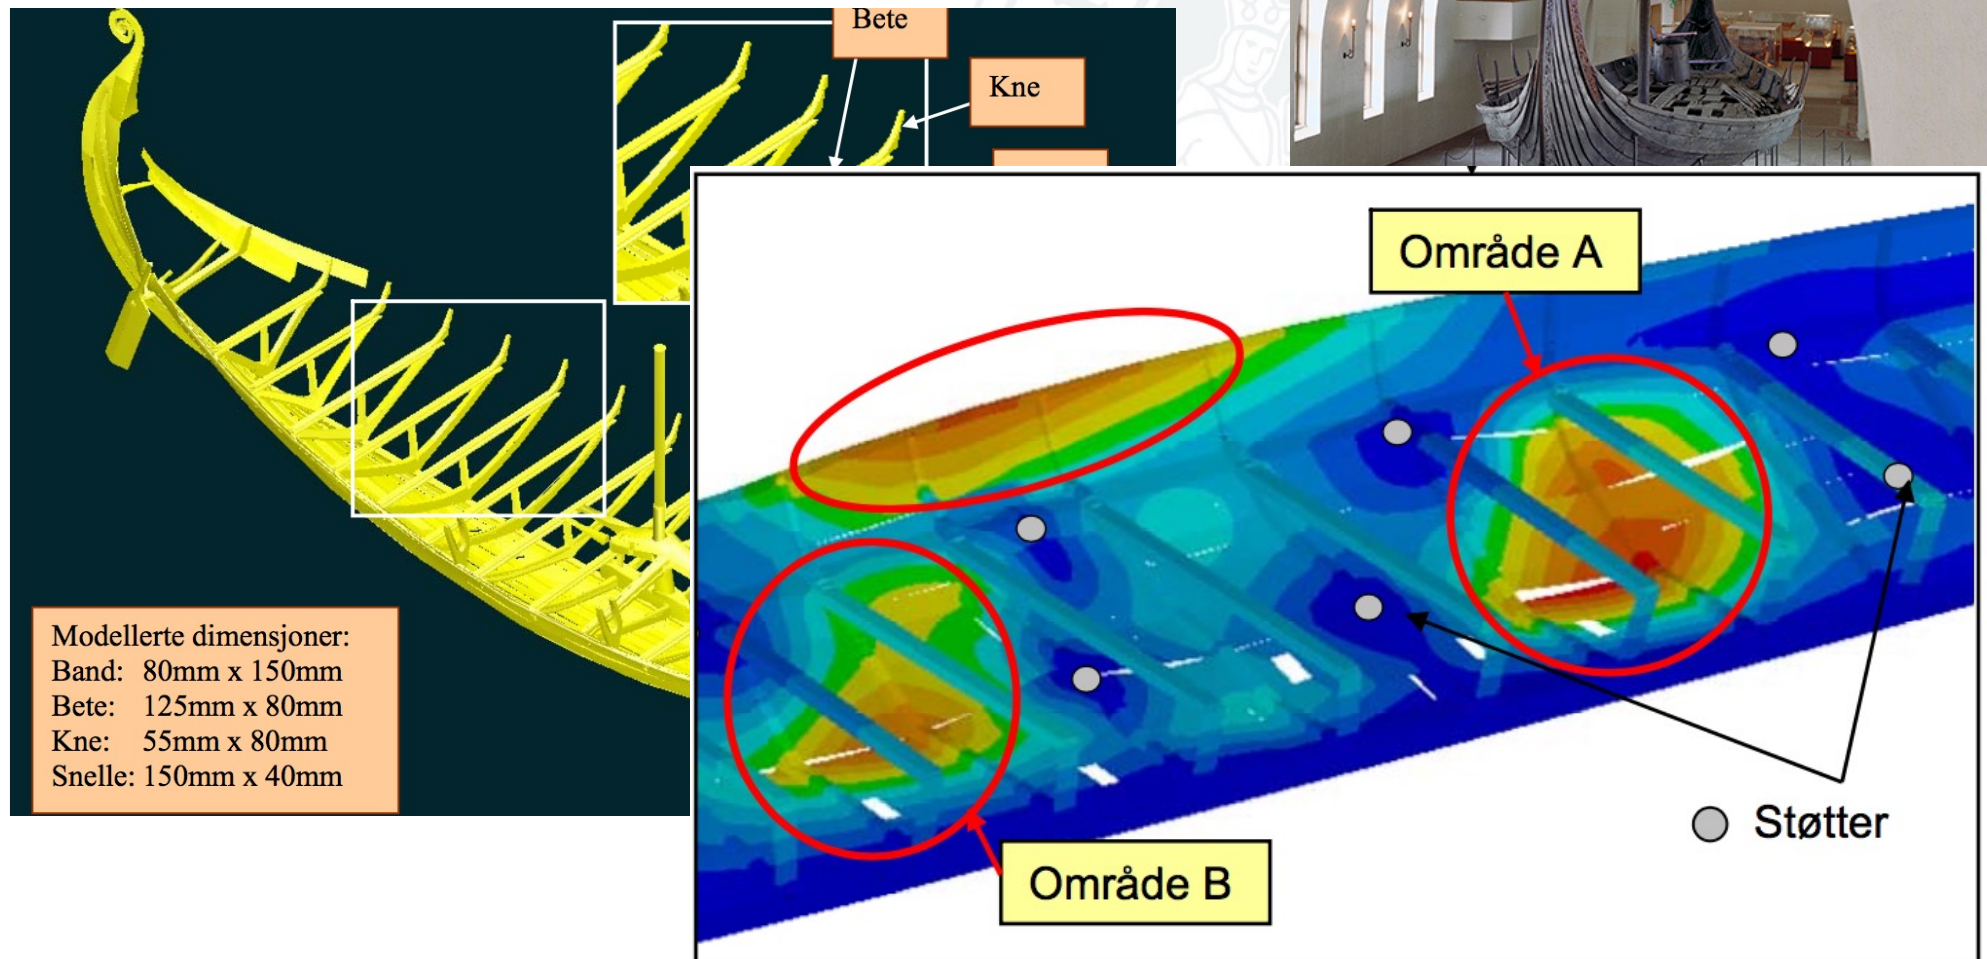 Bete
Kne
Område A
Modellerte dimensjoner:
Band: 80mm x 150mm
Bete: 125mm x 80mm
Kne: 55mm x 80mm
Snelle: 150mm x 40mm
Støtter
Område B